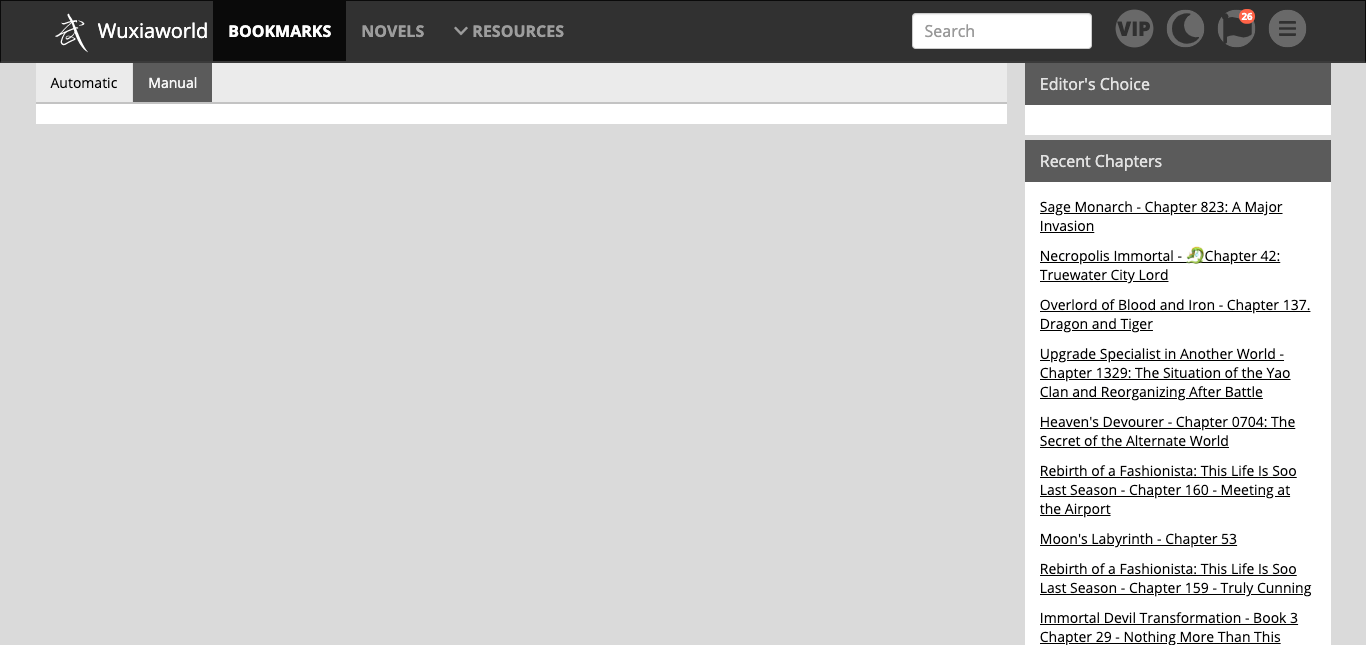 Wuxiaworld BOOKMARKS NOVELS RESOURCES Search VIP 26
Automatic Manual
Editor's Choice
Recent Chapters
Sage Monarch - Chapter 823: A Major
Invasion
Necropolis Immortal - 🐉Chapter 42:
Truewater City Lord
Overlord of Blood and Iron - Chapter 137.
Dragon and Tiger
Upgrade Specialist in Another World -
Chapter 1329: The Situation of the Yao
Clan and Reorganizing After Battle
Heaven's Devourer - Chapter 0704: The
Secret of the Alternate World
Rebirth of a Fashionista: This Life Is Soo
Last Season - Chapter 160 - Meeting at
the Airport
Moon's Labyrinth - Chapter 53
Rebirth of a Fashionista: This Life Is Soo
Last Season - Chapter 159 - Truly Cunning
Immortal Devil Transformation - Book 3
Chapter 29 - Nothing More Than This